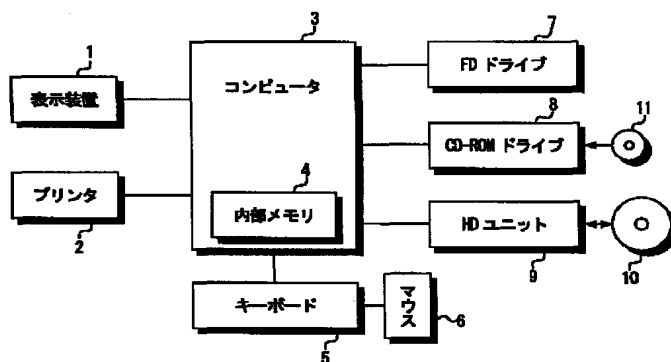 3
7
1
コンピュータ
FD ドライブ
表示装置
8
11
CD-ROM ドライブ
4
プリンタ
内部メモリ
HD ユニット
2
9
10
キーボード
マウス
5
6